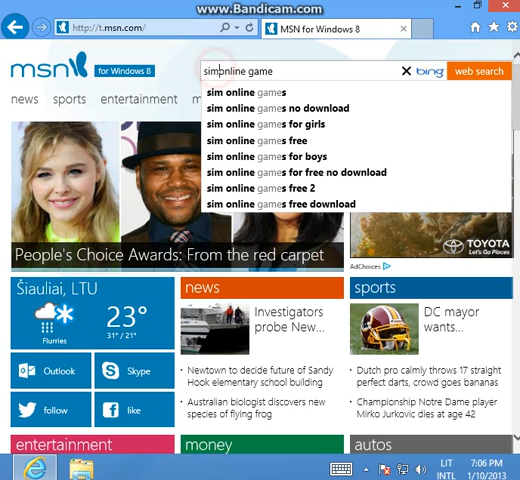 www.Bandicam.com
http://t.msn.com/
MSN for Windows 8
msn for Windows 8
simonline game
bing
web search
news sports entertainment m
sim online games
sim online games no download
sim online games for girls
sim online games free
sim online games for boys
sim online games for free no download
sim online games free 2
sim online games free download
People's Choice Awards: From the red carpet
TOYOTA
Let's Go Places
AdChoices
Šiauliai, LTU
23°
31° / 21°
Flurries
Outlook
Skype
follow
like
news
Investigators
probe New...
Newtown to decide future of Sandy
Hook elementary school building
Australian biologist discovers new
species of flying frog
sports
DC mayor
wants...
Dutch pro calmly throws 17 straight
perfect darts, crowd goes bananas
Championship Notre Dame player
Mirko Jurkovic dies at age 42
entertainment
money
autos
LIT
INTL
7:06 PM
1/10/2013